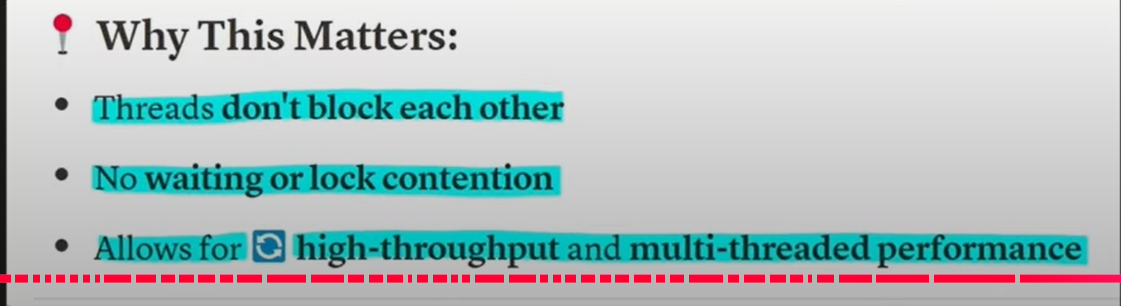 📍 Why This Matters:
• Threads don't block each other
• No waiting or lock contention
• Allows for 🔄 high-throughput and multi-threaded performance